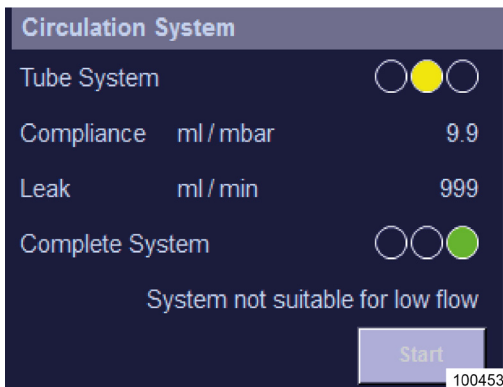 Circulation System
Tube System
Compliance ml / mbar 9.9
Leak ml / min 999
Complete System
System not suitable for low flow
Start
100453